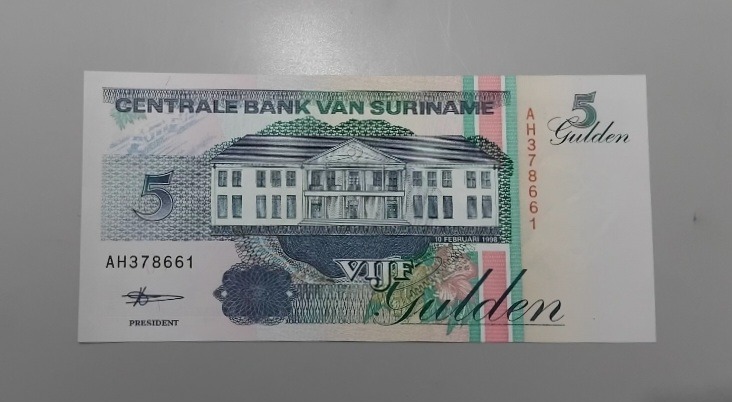 CENTRALE BANK VAN SURINAME
5
Gulden
AH378661
5
10 FEBRUARI 1998
AH378661
VIJF
Gulden
PRESIDENT